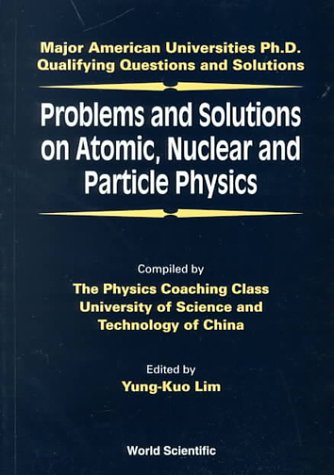 Major American Universities Ph.D.
Qualifying Questions and Solutions
Problems and Solutions
on Atomic, Nuclear and
Particle Physics
Compiled by
The Physics Coaching Class
University of Science and
Technology of China
Edited by
Yung-Kuo Lim
World Scientific